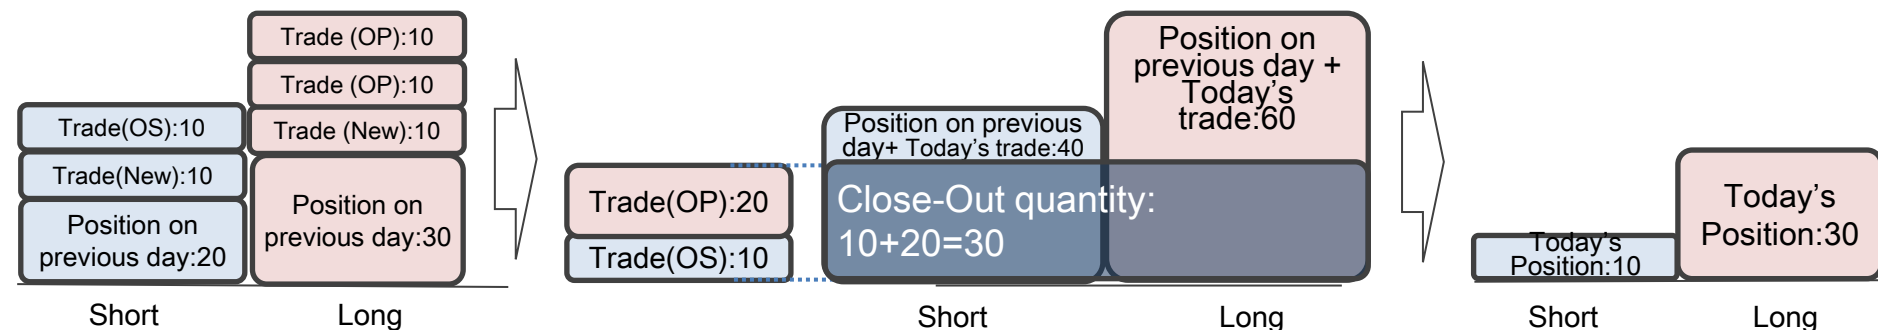 Trade(OS):10
Trade(New):10
Position on
previous day:20
Trade (OP):10
Trade (OP):10
Trade (New):10
Position on
previous day:30
Short
Long
Trade(OP):20
Trade(OS):10
Position on previous
day+ Today's trade:40
Position on
previous day +
Today's
trade:60
Close-Out quantity:
10+20=30
Short
Long
Today's
Position:10
Today's
Position:30
Short
Long